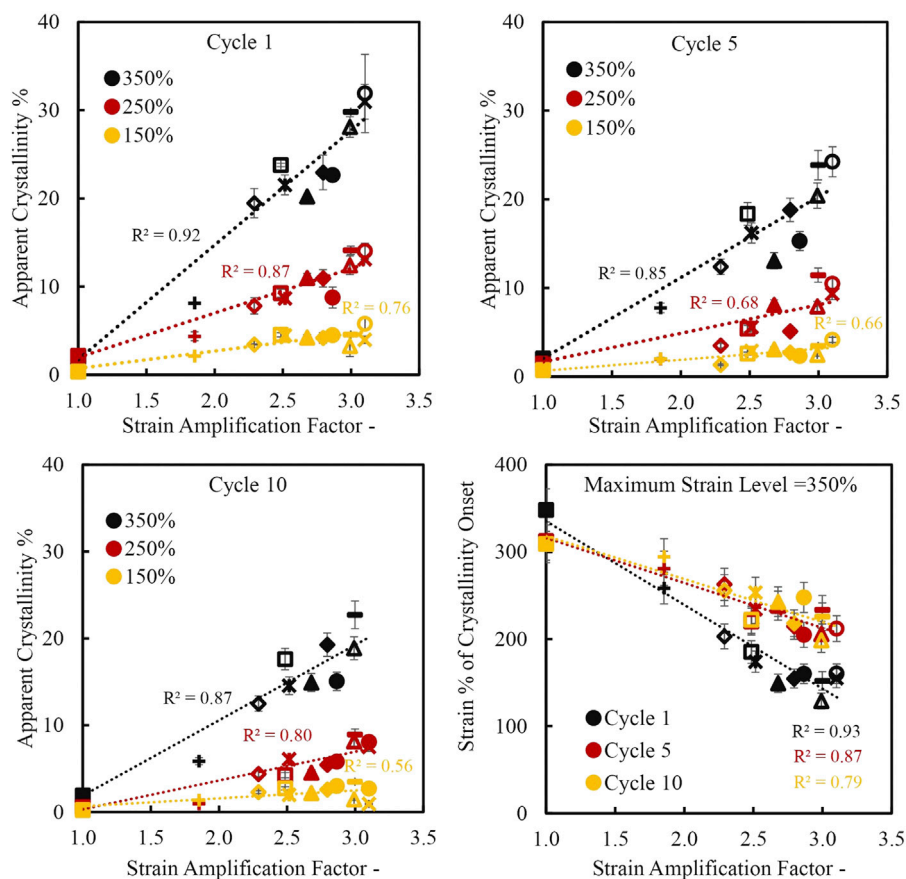 Cycle 1
350%
250%
150%
R² = 0.92
R² = 0.87
R² = 0.76
Apparent Crystallinity %
40
30
20
10
0
1.0 1.5 2.0 2.5 3.0 3.5
Strain Amplification Factor -
Cycle 5
350%
250%
150%
R² = 0.85
R² = 0.68
R² = 0.66
Apparent Crystallinity %
40
30
20
10
0
1.0 1.5 2.0 2.5 3.0 3.5
Strain Amplification Factor -
Cycle 10
350%
250%
150%
R² = 0.87
R² = 0.80
R² = 0.56
Apparent Crystallinity %
40
30
20
10
0
1.0 1.5 2.0 2.5 3.0 3.5
Strain Amplification Factor -
Maximum Strain Level =350%
Cycle 1
Cycle 5
Cycle 10
R² = 0.93
R² = 0.87
R² = 0.79
Strain % of Crystallinity Onset
400
300
200
100
0
1.0 1.5 2.0 2.5 3.0 3.5
Strain Amplification Factor -